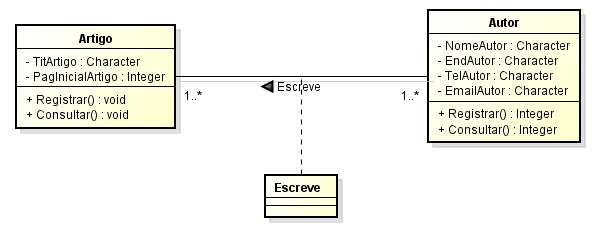 Artigo
- TitArtigo : Character
- PagInicialArtigo : Integer
+ Registrar() : void
+ Consultar() : void
1..*
Escreve
1..*
Autor
- NomeAutor : Character
- EndAutor : Character
- TelAutor : Character
- EmailAutor : Character
+ Registrar() : Integer
+ Consultar() : Integer
Escreve